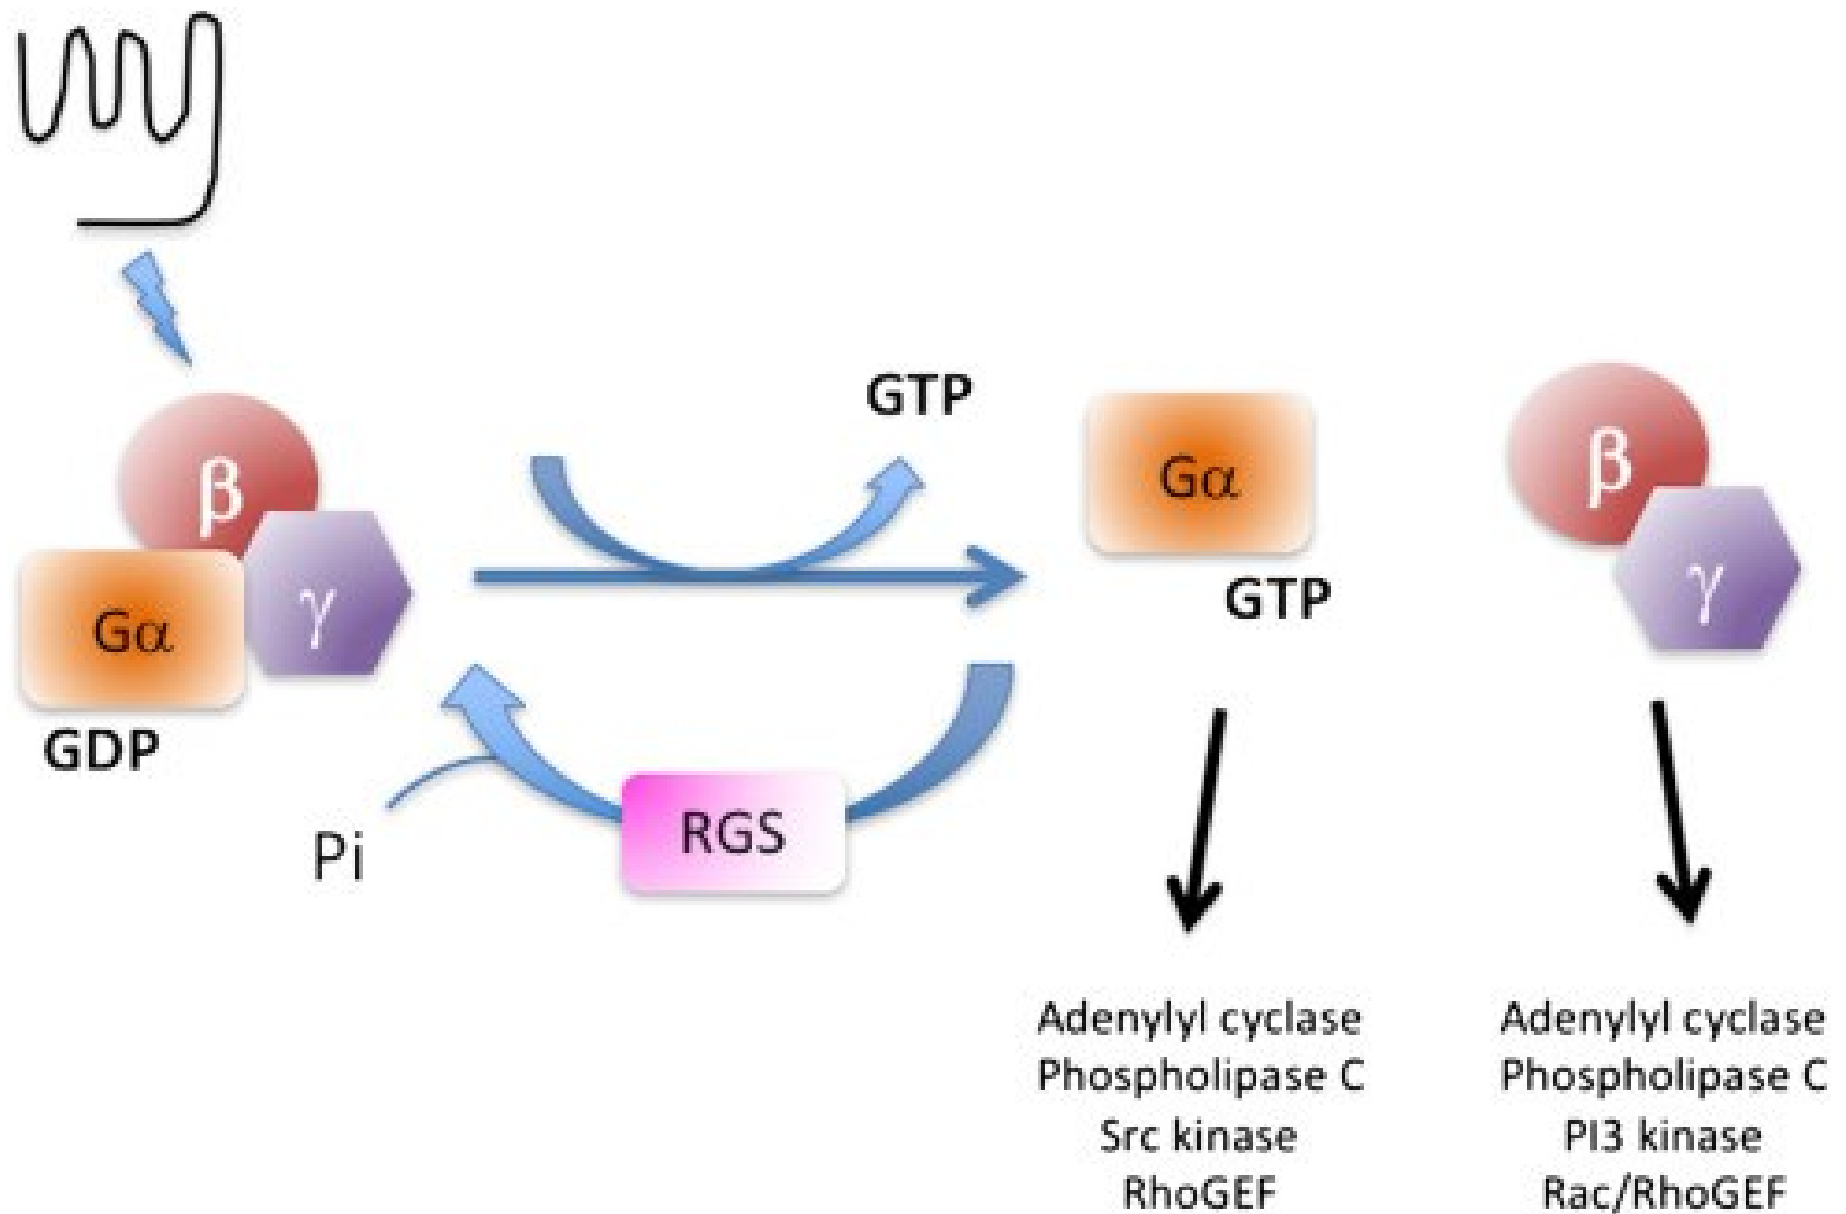 β
Gα
γ
GDP
GTP
Pi
RGS
Gα
GTP
β
γ
Adenylyl cyclase
Phospholipase C
Src kinase
RhoGEF
Adenylyl cyclase
Phospholipase C
PI3 kinase
Rac/RhoGEF